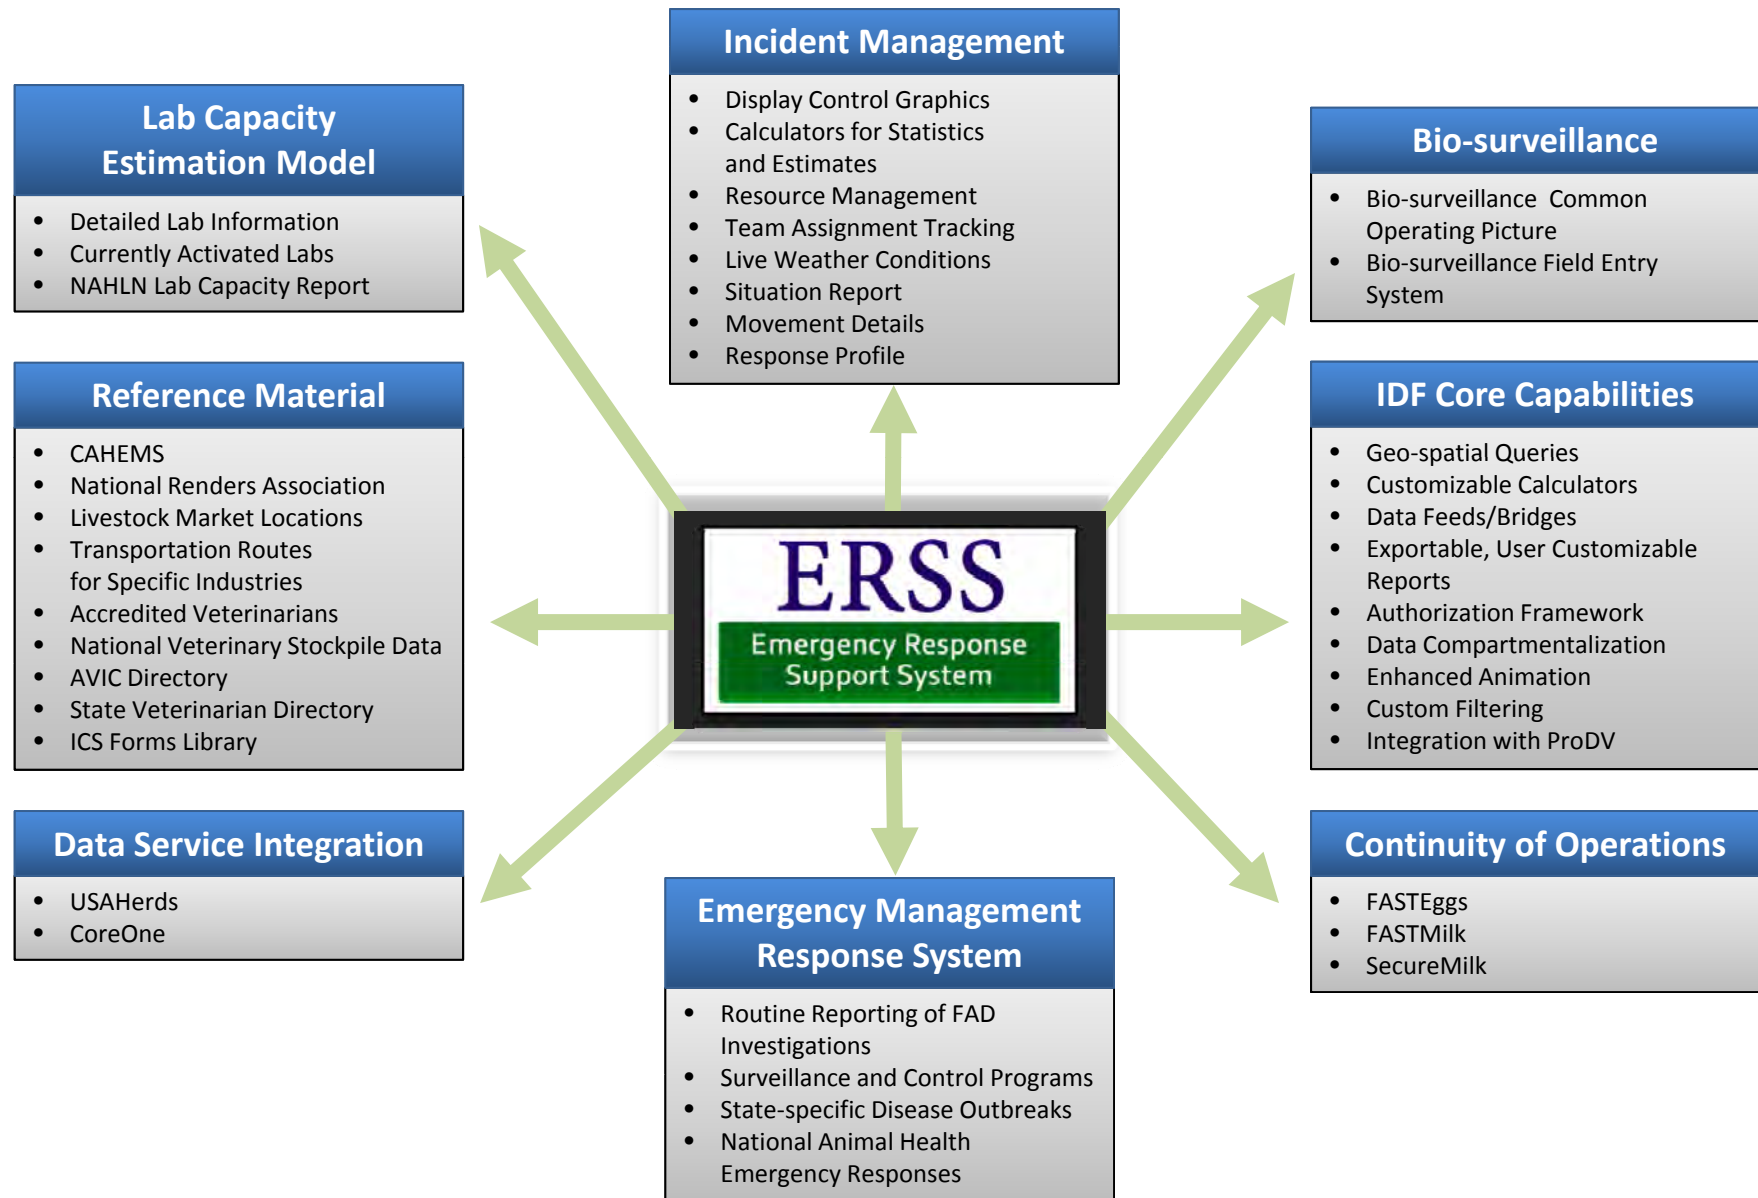 Incident Management
• Display Control Graphics
• Calculators for Statistics
and Estimates
• Resource Management
• Team Assignment Tracking
• Live Weather Conditions
• Situation Report
• Movement Details
• Response Profile
Lab Capacity
Estimation Model
• Detailed Lab Information
• Currently Activated Labs
• NAHLN Lab Capacity Report
Bio-surveillance
• Bio-surveillance Common
Operating Picture
• Bio-surveillance Field Entry
System
Reference Material
• CAHEMS
• National Renders Association
• Livestock Market Locations
• Transportation Routes
for Specific Industries
• Accredited Veterinarians
• National Veterinary Stockpile Data
• AVIC Directory
• State Veterinarian Directory
• ICS Forms Library
ERSS
Emergency Response
Support System
IDF Core Capabilities
• Geo-spatial Queries
• Customizable Calculators
• Data Feeds/Bridges
• Exportable, User Customizable
Reports
• Authorization Framework
• Data Compartmentalization
• Enhanced Animation
• Custom Filtering
• Integration with ProDV
Data Service Integration
• USAHerds
• CoreOne
Emergency Management
Response System
• Routine Reporting of FAD
Investigations
• Surveillance and Control Programs
• State-specific Disease Outbreaks
• National Animal Health
Emergency Responses
Continuity of Operations
• FASTEggs
• FASTMilk
• SecureMilk